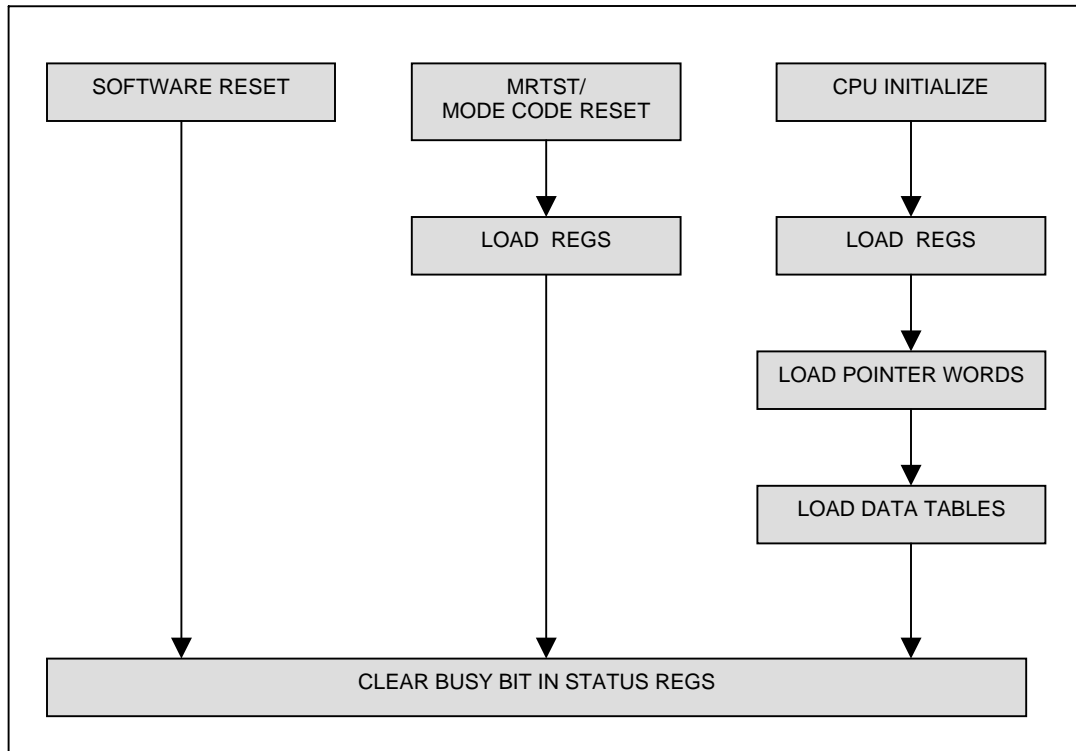 SOFTWARE RESET
MRTST/
MODE CODE RESET
CPU INITIALIZE
LOAD REGS
LOAD REGS
LOAD POINTER WORDS
LOAD DATA TABLES
CLEAR BUSY BIT IN STATUS REGS